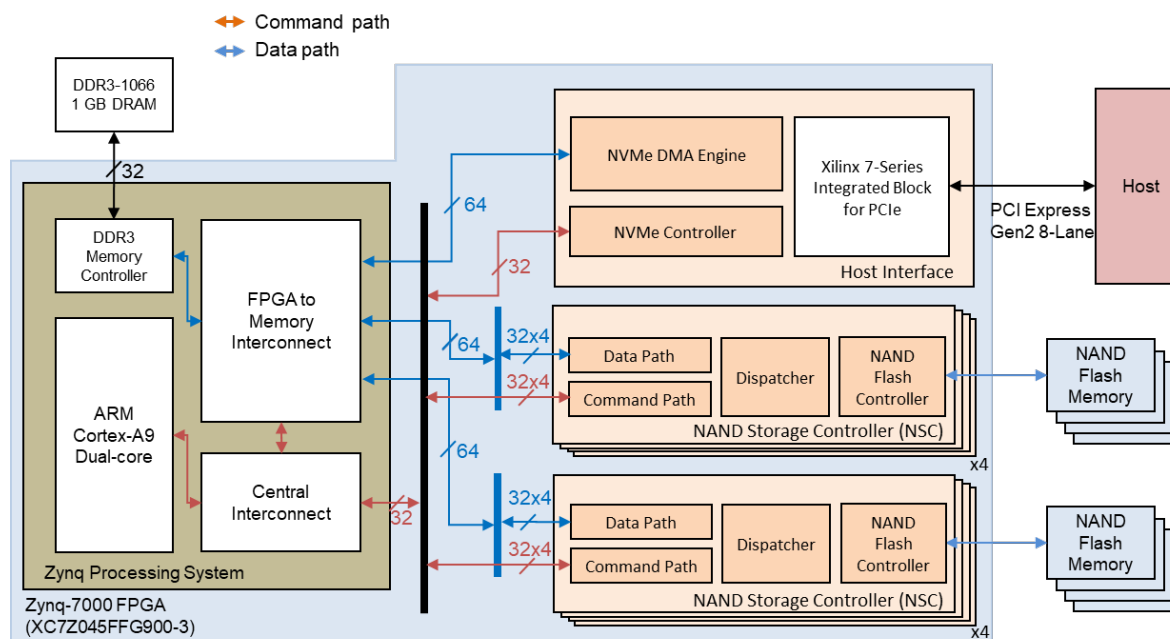 Command path
Data path
DDR3-1066
1 GB DRAM
32
DDR3
Memory
Controller
FPGA to
Memory
Interconnect
ARM
Cortex-A9
Dual-core
Central
Interconnect
32
Zynq Processing System
Zynq-7000 FPGA
(XC7Z045FFG900-3)
64
32
64
64
NVMe DMA Engine
NVMe Controller
Xilinx 7-Series
Integrated Block
for PCIe
Host Interface
PCI Express
Gen2 8-Lane
Host
32x4
32x4
Data Path
Command Path
Dispatcher
NAND
Flash
Controller
NAND Storage Controller (NSC)
x4
NAND
Flash
Memory
32x4
32x4
Data Path
Command Path
Dispatcher
NAND
Flash
Controller
NAND Storage Controller (NSC)
x4
NAND
Flash
Memory